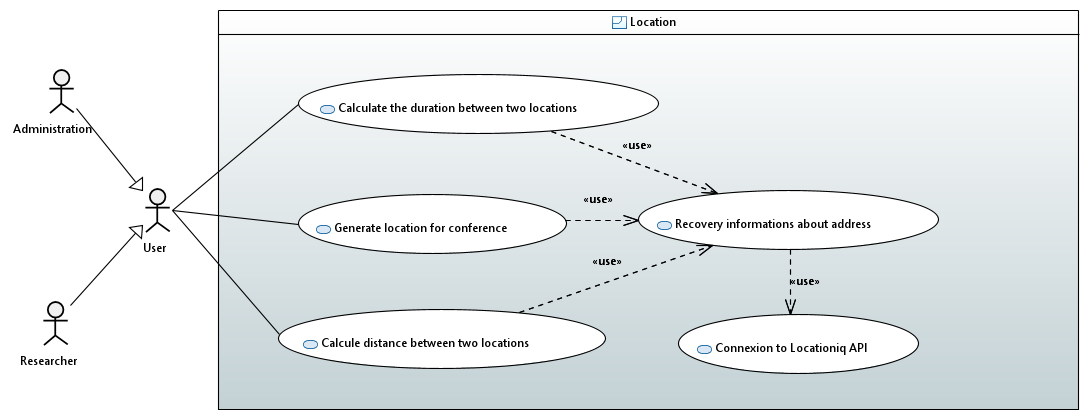 Location
Administration
Calculate the duration between two locations
«use»
«use»
User
Generate location for conference
Recovery informations about address
«use»
«use»
Researcher
Calcule distance between two locations
Connexion to Locationiq API